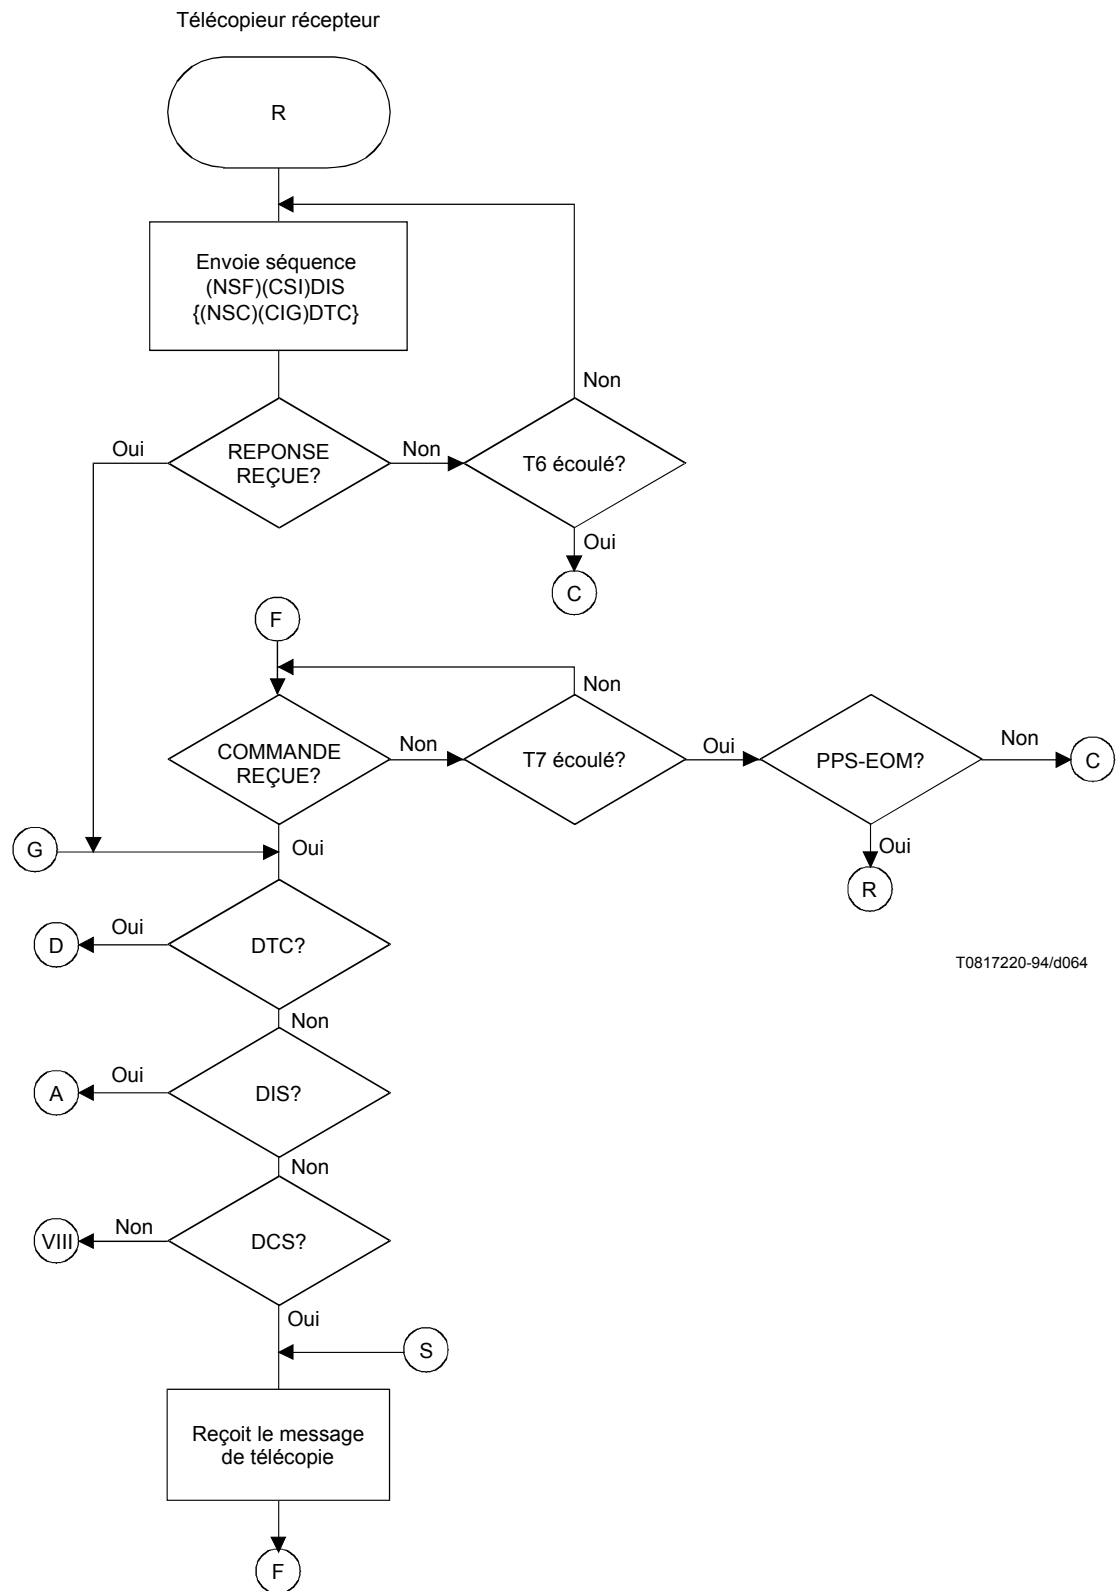 Télécopieur récepteur
R
Envoie séquence
(NSF)(CSI)DIS
{(NSC)(CIG)DTC}
Non
Oui
REPONSE
REÇUE?
Non
T6 écoulé?
Oui
C
F
Non
COMMANDE
REÇUE?
Non
T7 écoulé?
Oui
PPS-EOM?
Non
C
G
Oui
Oui
R
Oui
D
DTC?
T0817220-94/d064
Non
Oui
A
DIS?
Non
Non
VIII
DCS?
Oui
S
Reçoit le message
de télécopie
F